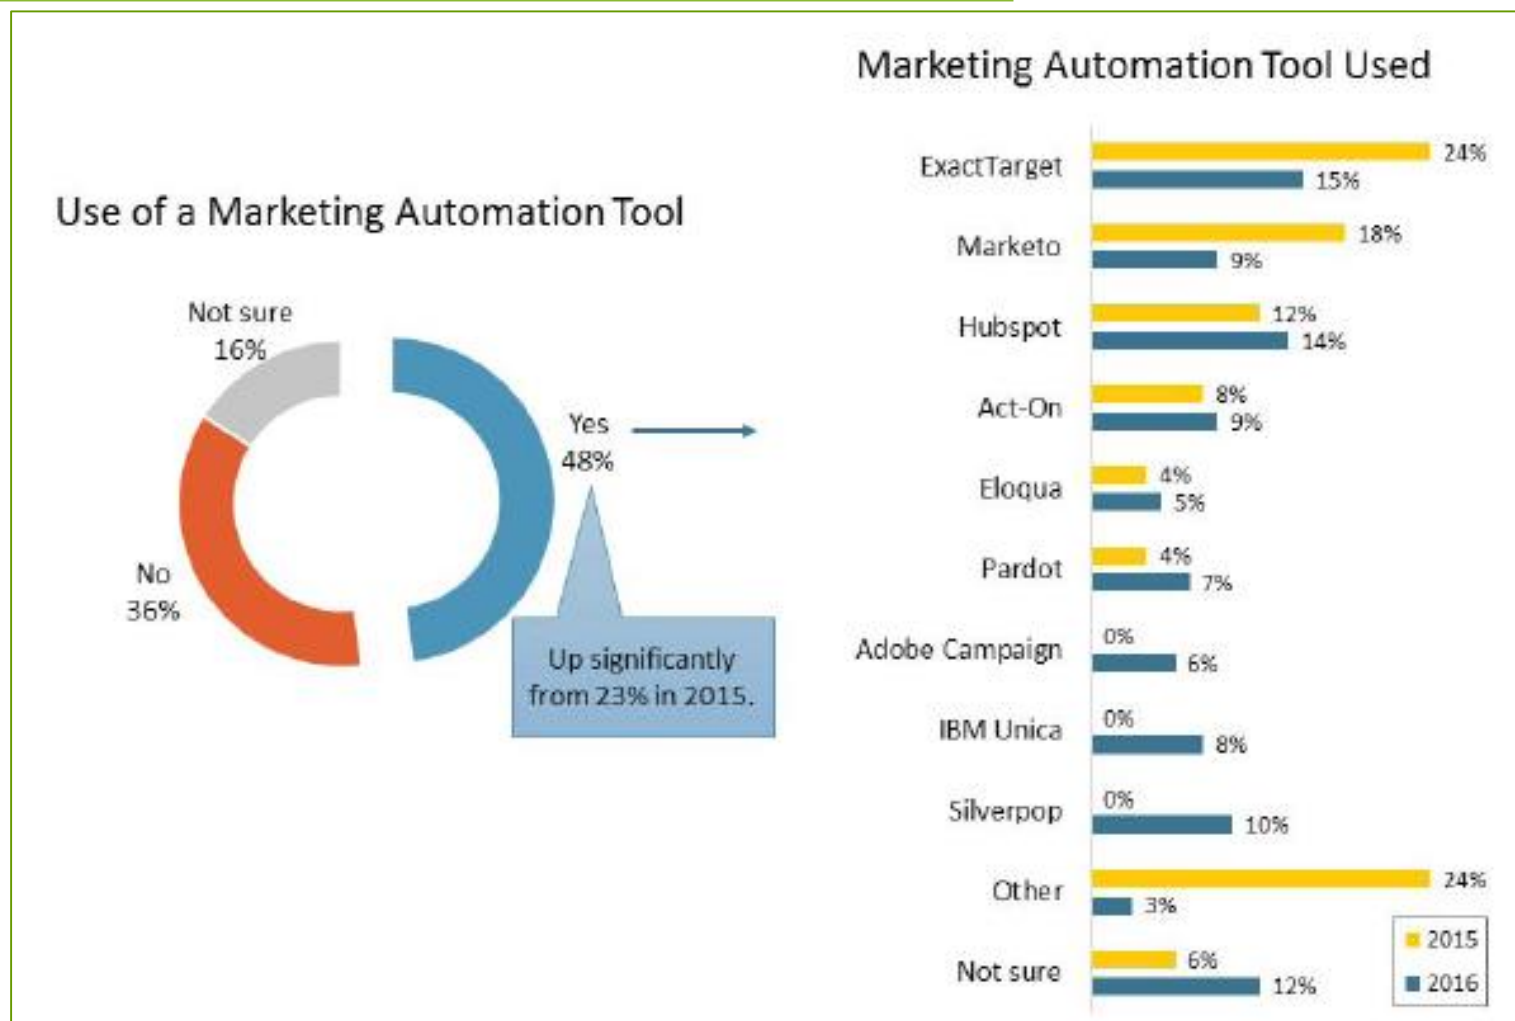 Use of a Marketing Automation Tool
Not sure
16%
Yes
48%
No
36%
Up significantly
from 23% in 2015.
Marketing Automation Tool Used
ExactTarget
24%
15%
Marketo
18%
9%
Hubspot
12%
14%
Act-On
8%
9%
Eloqua
4%
5%
Pardot
4%
7%
Adobe Campaign
0%
6%
IBM Unica
0%
8%
Silverpop
0%
10%
Other
24%
3%
Not sure
6%
12%
2015
2016